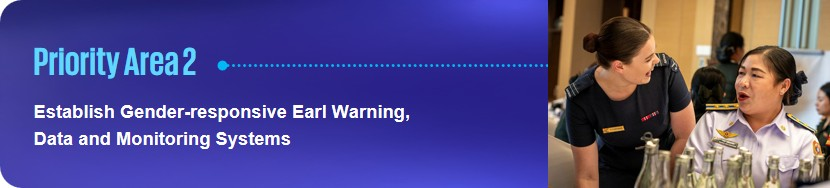 Priority Area 2
Establish Gender-responsive Earl Warning,
Data and Monitoring Systems